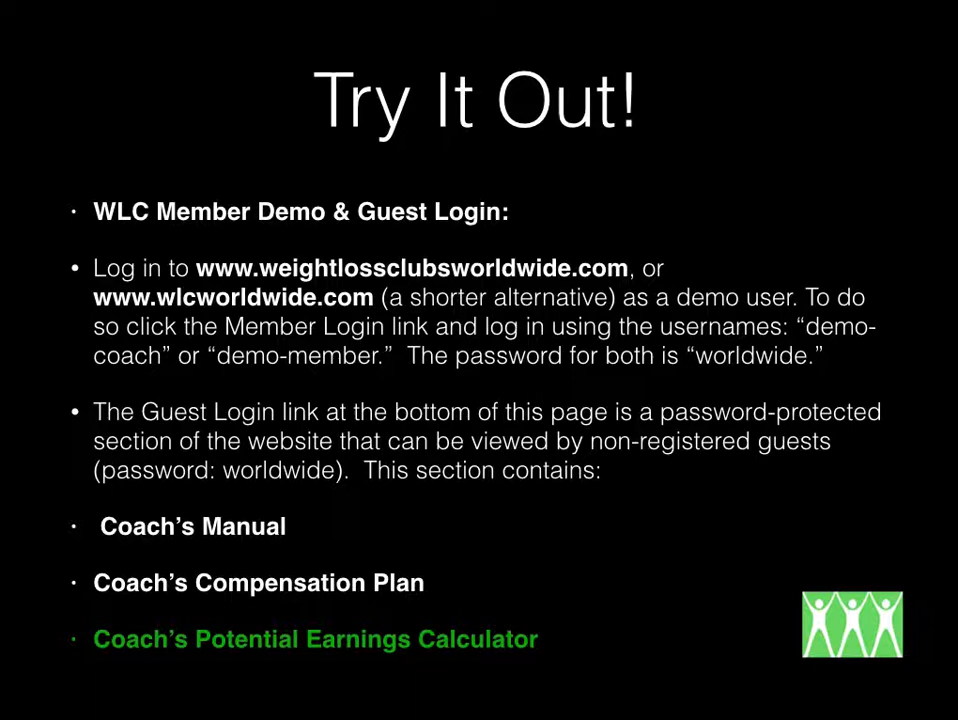 Try It Out!
• WLC Member Demo & Guest Login:
• Log in to www.weightlossclubsworldwide.com, or
www.wlcworldwide.com (a shorter alternative) as a demo user. To do
so click the Member Login link and log in using the usernames: “demo-
coach” or “demo-member.”  The password for both is “worldwide.”
• The Guest Login link at the bottom of this page is a password-protected
section of the website that can be viewed by non-registered guests
(password: worldwide).  This section contains:
• Coach’s Manual
• Coach’s Compensation Plan
• Coach’s Potential Earnings Calculator